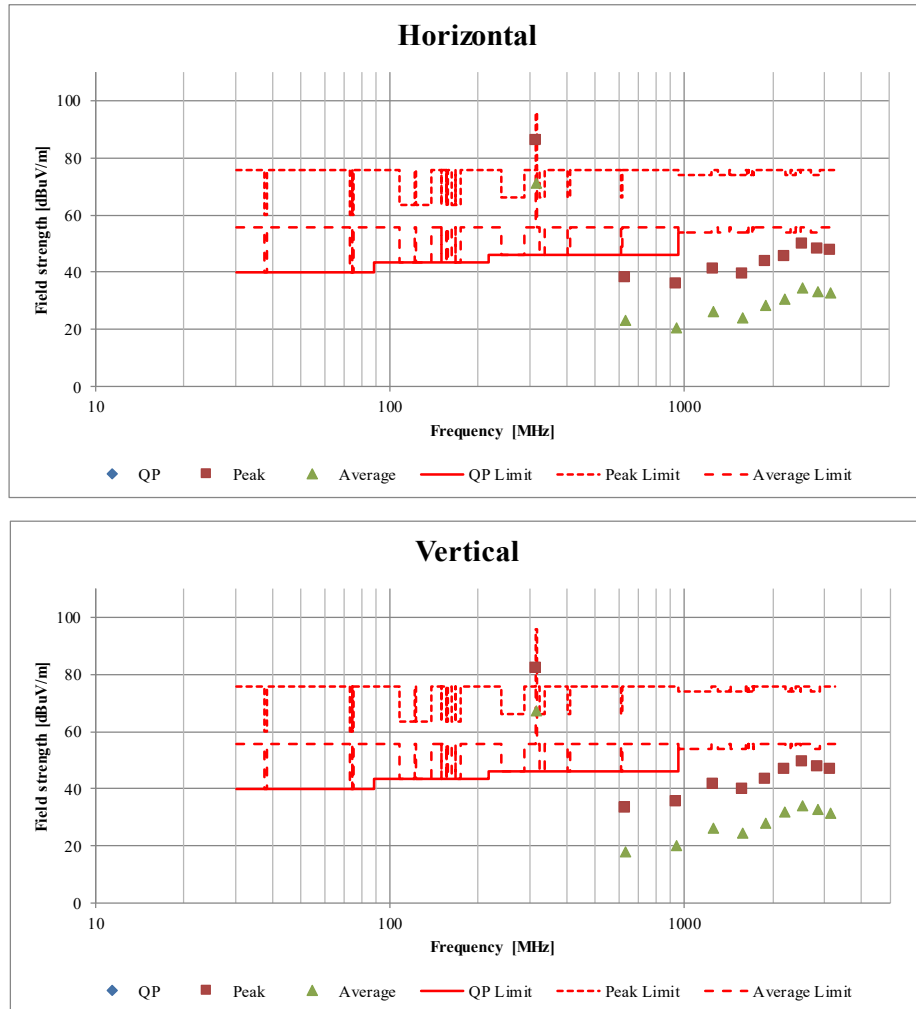 Horizontal
100
80
60
40
20
0
Field strength [dBuV/m]
10 100 1000
Frequency [MHz]
QP Peak Average QP Limit Peak Limit Average Limit
Vertical
100
80
60
40
20
0
Field strength [dBuV/m]
10 100 1000
Frequency [MHz]
QP Peak Average QP Limit Peak Limit Average Limit